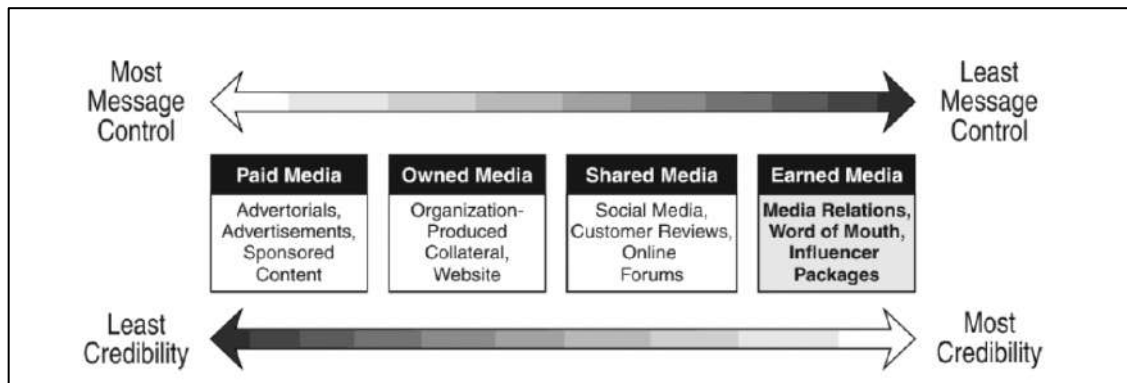 Most
Message
Control
Least
Message
Control
Paid Media
Advertorials,
Advertisements,
Sponsored
Content
Owned Media
Organization-
Produced
Collateral,
Website
Shared Media
Social Media,
Customer Reviews,
Online
Forums
Earned Media
Media Relations,
Word of Mouth,
Influencer
Packages
Least
Credibility
Most
Credibility